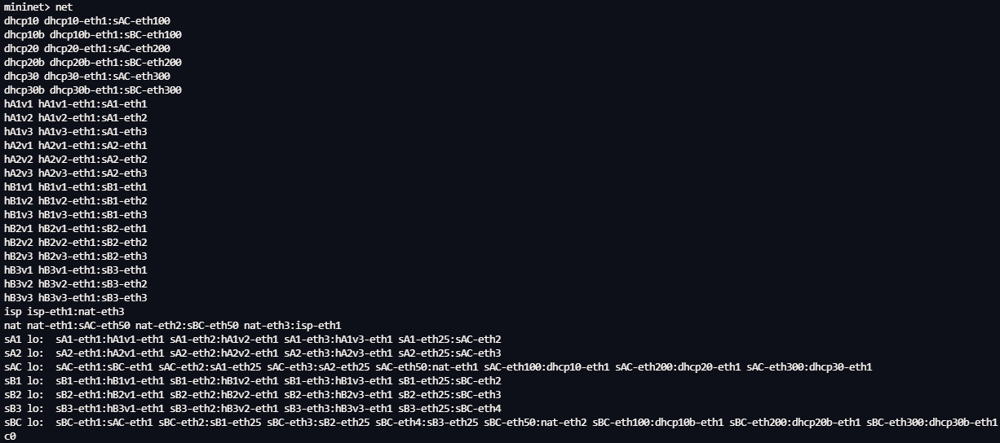 mininet> net
dhcp10 dhcp10-eth1:sAC-eth100
dhcp10b dhcp10b-eth1:sBC-eth100
dhcp20 dhcp20-eth1:sAC-eth200
dhcp20b dhcp20b-eth1:sBC-eth200
dhcp30 dhcp30-eth1:sAC-eth300
dhcp30b dhcp30b-eth1:sBC-eth300
hA1v1 hA1v1-eth1:sA1-eth1
hA1v2 hA1v2-eth1:sA1-eth2
hA1v3 hA1v3-eth1:sA1-eth3
hA2v1 hA2v1-eth1:sA2-eth1
hA2v2 hA2v2-eth1:sA2-eth2
hA2v3 hA2v3-eth1:sA2-eth3
hB1v1 hB1v1-eth1:sB1-eth1
hB1v2 hB1v2-eth1:sB1-eth2
hB1v3 hB1v3-eth1:sB1-eth3
hB2v1 hB2v1-eth1:sB2-eth1
hB2v2 hB2v2-eth1:sB2-eth2
hB2v3 hB2v3-eth1:sB2-eth3
hB3v1 hB3v1-eth1:sB3-eth1
hB3v2 hB3v2-eth1:sB3-eth2
hB3v3 hB3v3-eth1:sB3-eth3
isp isp-eth1:nat-eth3
nat nat-eth1:sAC-eth50 nat-eth2:sBC-eth50 nat-eth3:isp-eth1
sA1 lo:  sA1-eth1:hA1v1-eth1 sA1-eth2:hA1v2-eth1 sA1-eth3:hA1v3-eth1 sA1-eth25:sAC-eth2
sA2 lo:  sA2-eth1:hA2v1-eth1 sA2-eth2:hA2v2-eth1 sA2-eth3:hA2v3-eth1 sA2-eth25:sAC-eth3
sAC lo:  sAC-eth1:sBC-eth1 sAC-eth2:sA1-eth25 sAC-eth3:sA2-eth25 sAC-eth50:nat-eth1 sAC-eth100:dhcp10-eth1 sAC-eth200:dhcp20-eth1 sAC-eth300:dhcp30-eth1
sB1 lo:  sB1-eth1:hB1v1-eth1 sB1-eth2:hB1v2-eth1 sB1-eth3:hB1v3-eth1 sB1-eth25:sBC-eth2
sB2 lo:  sB2-eth1:hB2v1-eth1 sB2-eth2:hB2v2-eth1 sB2-eth3:hB2v3-eth1 sB2-eth25:sBC-eth3
sB3 lo:  sB3-eth1:hB3v1-eth1 sB3-eth2:hB3v2-eth1 sB3-eth3:hB3v3-eth1 sB3-eth25:sBC-eth4
sBC lo:  sBC-eth1:sAC-eth1 sBC-eth2:sB1-eth25 sBC-eth3:sB2-eth25 sBC-eth4:sB3-eth25 sBC-eth50:nat-eth2 sBC-eth100:dhcp10b-eth1 sBC-eth200:dhcp20b-eth1 sBC-eth300:dhcp30b-eth1
c0